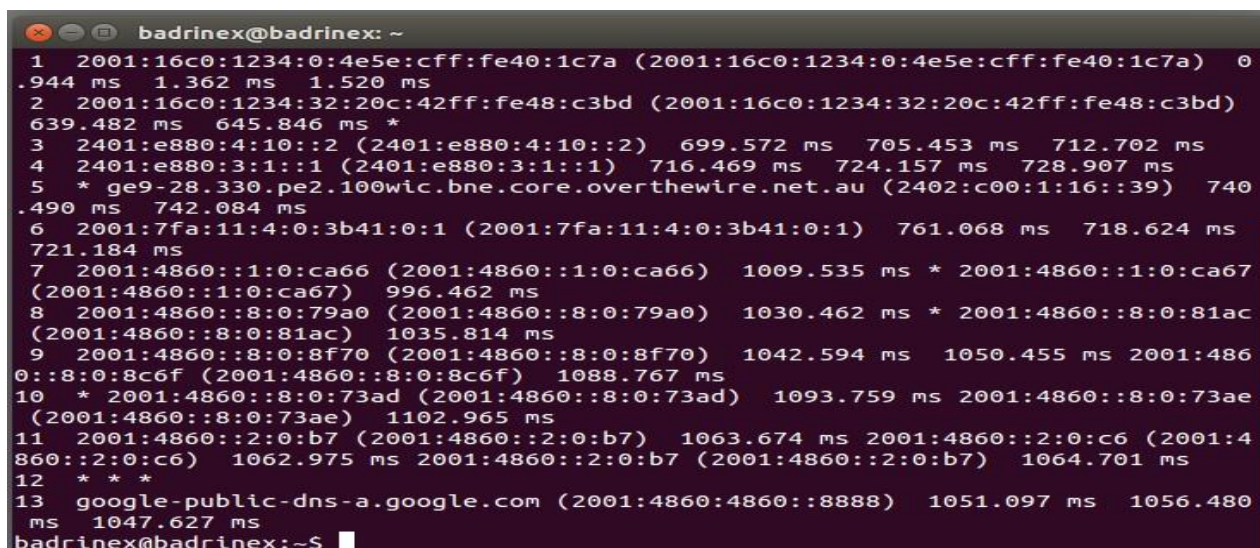 badrinex@badrinex: ~
1  2001:16c0:1234:0:4e5e:cff:fe40:1c7a (2001:16c0:1234:0:4e5e:cff:fe40:1c7a)  0
.944 ms  1.362 ms  1.520 ms
2  2001:16c0:1234:32:20c:42ff:fe48:c3bd (2001:16c0:1234:32:20c:42ff:fe48:c3bd)
639.482 ms  645.846 ms *
3  2401:e880:4:10::2 (2401:e880:4:10::2)  699.572 ms  705.453 ms  712.702 ms
4  2401:e880:3:1::1 (2401:e880:3:1::1)  716.469 ms  724.157 ms  728.907 ms
5  * ge9-28.330.pe2.100wic.bne.core.overthewire.net.au (2402:c00:1:16::39)  740
.490 ms  742.084 ms
6  2001:7fa:11:4:0:3b41:0:1 (2001:7fa:11:4:0:3b41:0:1)  761.068 ms  718.624 ms
721.184 ms
7  2001:4860::1:0:ca66 (2001:4860::1:0:ca66)  1009.535 ms * 2001:4860::1:0:ca67
(2001:4860::1:0:ca67)  996.462 ms
8  2001:4860::8:0:79a0 (2001:4860::8:0:79a0)  1030.462 ms * 2001:4860::8:0:81ac
(2001:4860::8:0:81ac)  1035.814 ms
9  2001:4860::8:0:8f70 (2001:4860::8:0:8f70)  1042.594 ms  1050.455 ms 2001:486
0::8:0:8c6f (2001:4860::8:0:8c6f)  1088.767 ms
10  * 2001:4860::8:0:73ad (2001:4860::8:0:73ad)  1093.759 ms 2001:4860::8:0:73ae
(2001:4860::8:0:73ae)  1102.965 ms
11  2001:4860::2:0:b7 (2001:4860::2:0:b7)  1063.674 ms 2001:4860::2:0:c6 (2001:4
860::2:0:c6)  1062.975 ms 2001:4860::2:0:b7 (2001:4860::2:0:b7)  1064.701 ms
12  * * *
13  google-public-dns-a.google.com (2001:4860:4860::8888)  1051.097 ms  1056.480
ms  1047.627 ms
badrinex@badrinex:~$